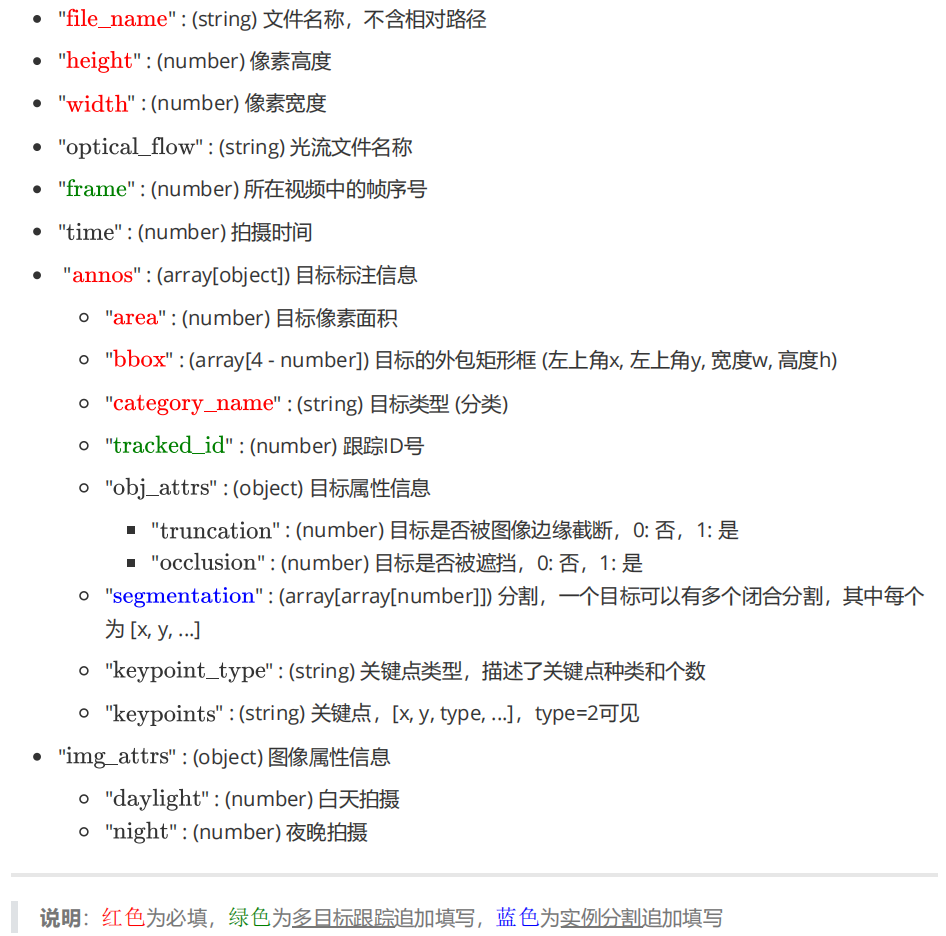 • "file_name" : (string) 文件名称，不含相对路径
• "height" : (number) 像素高度
• "width" : (number) 像素宽度
• "optical_flow" : (string) 光流文件名称
• "frame" : (number) 所在视频中的帧序号
• "time" : (number) 拍摄时间
• "annos" : (array[object]) 目标标注信息
◦ "area" : (number) 目标像素面积
◦ "bbox" : (array[4 - number]) 目标的外包矩形框 (左上角x, 左上角y, 宽度w, 高度h)
◦ "category_name" : (string) 目标类型 (分类)
◦ "tracked_id" : (number) 跟踪ID号
◦ "obj_attrs" : (object) 目标属性信息
▪ "truncation" : (number) 目标是否被图像边缘截断，0: 否，1: 是
▪ "occlusion" : (number) 目标是否被遮挡，0: 否，1: 是
◦ "segmentation" : (array[array[number]]) 分割，一个目标可以有多个闭合分割，其中每个
为 [x, y, ...]
◦ "keypoint_type" : (string) 关键点类型，描述了关键点种类和个数
◦ "keypoints" : (string) 关键点，[x, y, type, ...]，type=2可见
• "img_attrs" : (object) 图像属性信息
◦ "daylight" : (number) 白天拍摄
◦ "night" : (number) 夜晚拍摄
说明：红色为必填，绿色为多目标跟踪追加填写，蓝色为实例分割追加填写